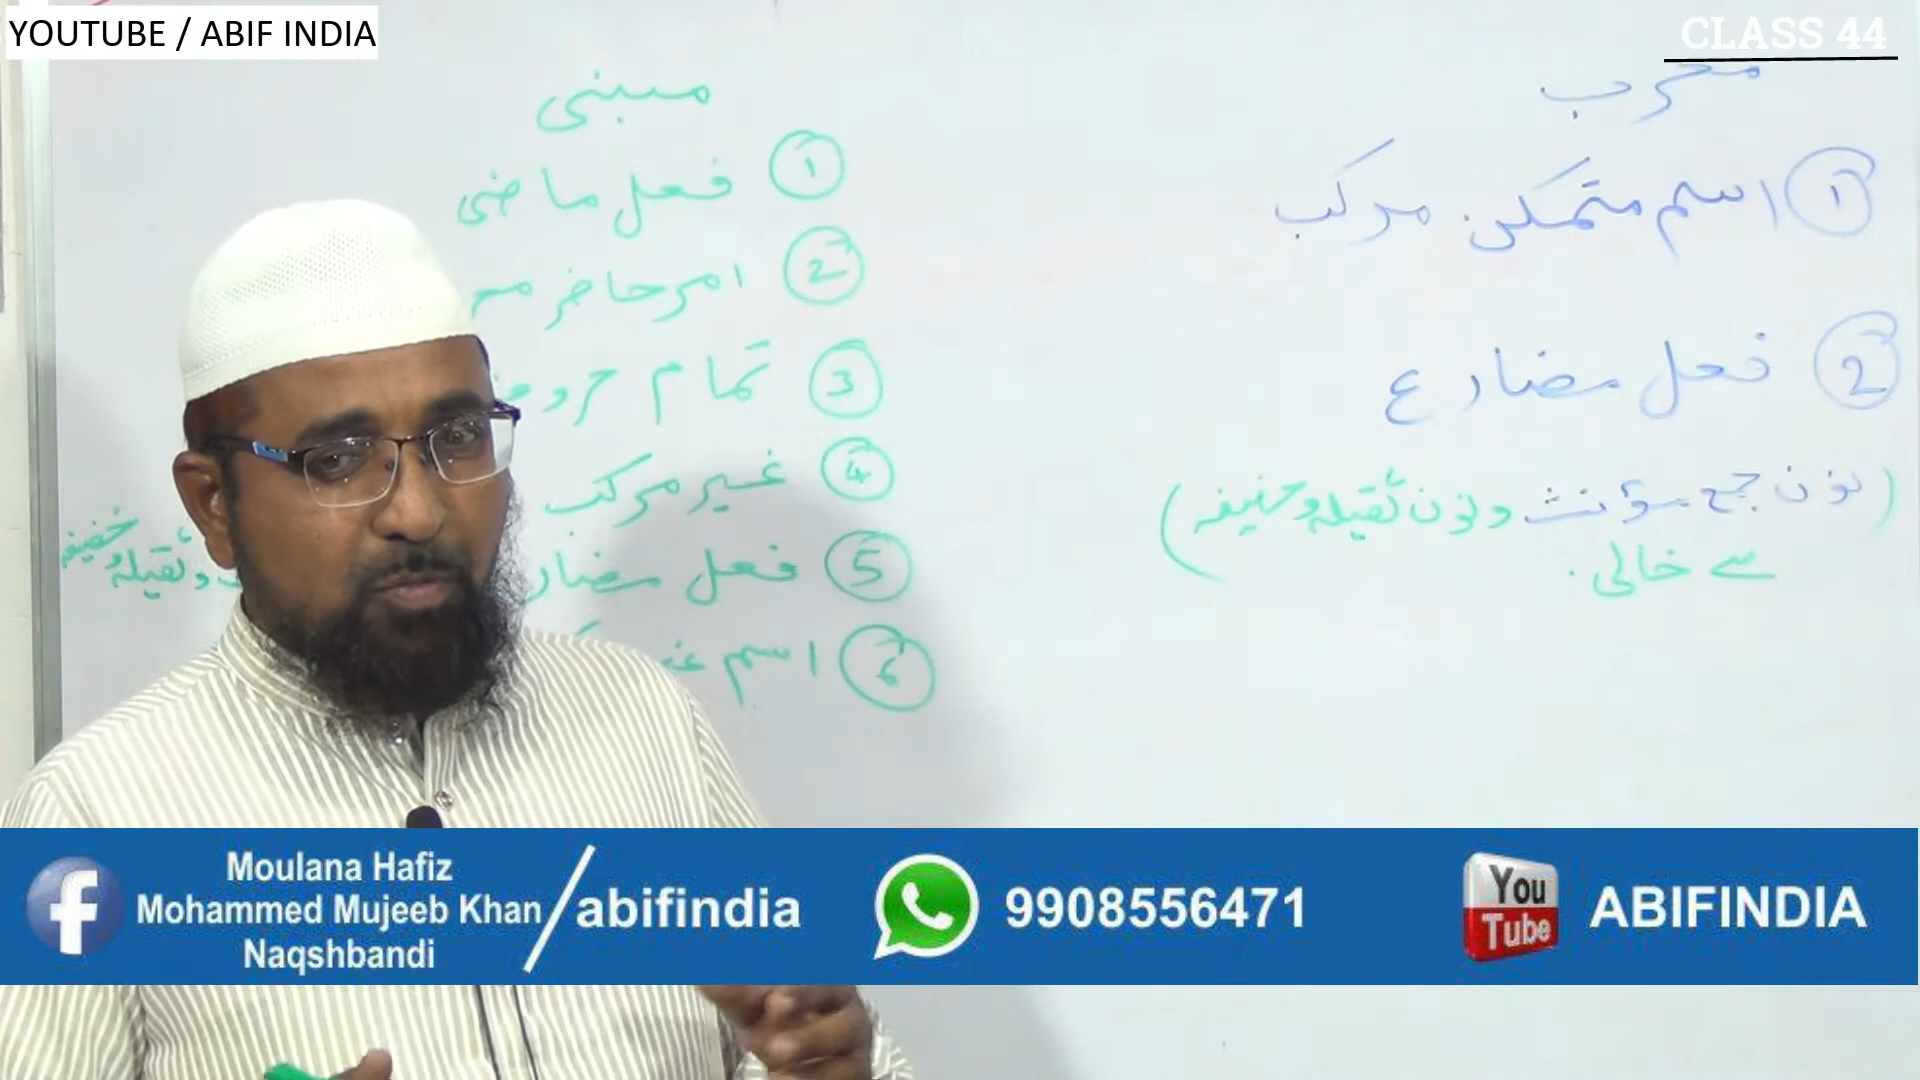 YOUTUBE / ABIF INDIA
CLASS 44
معرب
① اسم متمکن مرکب
② فعل مضارع
(نون جمع مؤنث و نون ثقیلہ وخفیفہ
سے خالی.
مبنی
① فعل ماضی
② امر حاضر
③ تمام
④ غیر مرکب
⑤ فعل
و ثقیلہ و خفیفہ
⑥ اسم
Moulana Hafiz
Mohammed Mujeeb Khan
Naqshbandi
/abifindia
9908556471
You
Tube
ABIFINDIA